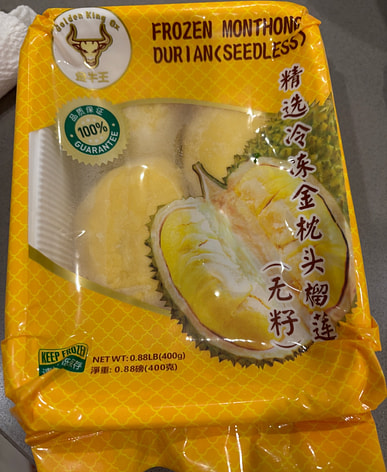 Golden King Ox
金牛王
FROZEN MONTHONG
DURIAN(SEEDLESS)
品质保证
100%
GUARANTEE
精选冷冻金枕头榴莲
(无籽)
KEEP FROZEN
NET WT: 0.88LB(400g)
淨重: 0.88磅(400克)